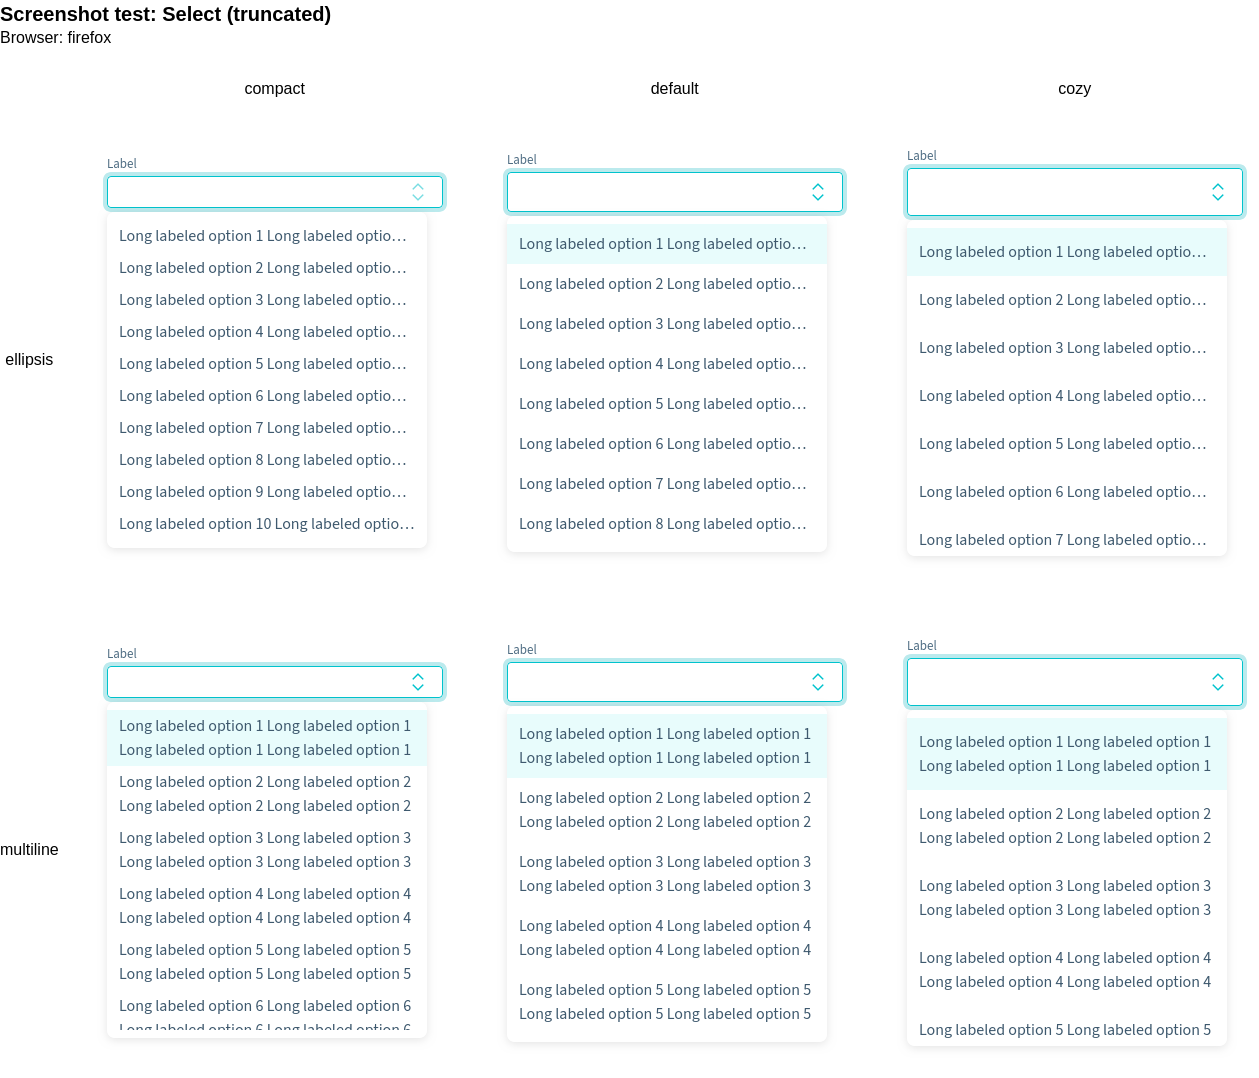 Screenshot test: Select (truncated)
Browser: firefox
compact
default
cozy
ellipsis
Label
Long labeled option 1 Long labeled optio…
Long labeled option 2 Long labeled optio…
Long labeled option 3 Long labeled optio…
Long labeled option 4 Long labeled optio…
Long labeled option 5 Long labeled optio…
Long labeled option 6 Long labeled optio…
Long labeled option 7 Long labeled optio…
Long labeled option 8 Long labeled optio…
Long labeled option 9 Long labeled optio…
Long labeled option 10 Long labeled optio…
Label
Long labeled option 1 Long labeled optio…
Long labeled option 2 Long labeled optio…
Long labeled option 3 Long labeled optio…
Long labeled option 4 Long labeled optio…
Long labeled option 5 Long labeled optio…
Long labeled option 6 Long labeled optio…
Long labeled option 7 Long labeled optio…
Long labeled option 8 Long labeled optio…
Label
Long labeled option 1 Long labeled optio…
Long labeled option 2 Long labeled optio…
Long labeled option 3 Long labeled optio…
Long labeled option 4 Long labeled optio…
Long labeled option 5 Long labeled optio…
Long labeled option 6 Long labeled optio…
Long labeled option 7 Long labeled optio…
multiline
Label
Long labeled option 1 Long labeled option 1
Long labeled option 1 Long labeled option 1
Long labeled option 2 Long labeled option 2
Long labeled option 2 Long labeled option 2
Long labeled option 3 Long labeled option 3
Long labeled option 3 Long labeled option 3
Long labeled option 4 Long labeled option 4
Long labeled option 4 Long labeled option 4
Long labeled option 5 Long labeled option 5
Long labeled option 5 Long labeled option 5
Long labeled option 6 Long labeled option 6
Long labeled option 6 Long labeled option 6
Label
Long labeled option 1 Long labeled option 1
Long labeled option 1 Long labeled option 1
Long labeled option 2 Long labeled option 2
Long labeled option 2 Long labeled option 2
Long labeled option 3 Long labeled option 3
Long labeled option 3 Long labeled option 3
Long labeled option 4 Long labeled option 4
Long labeled option 4 Long labeled option 4
Long labeled option 5 Long labeled option 5
Long labeled option 5 Long labeled option 5
Label
Long labeled option 1 Long labeled option 1
Long labeled option 1 Long labeled option 1
Long labeled option 2 Long labeled option 2
Long labeled option 2 Long labeled option 2
Long labeled option 3 Long labeled option 3
Long labeled option 3 Long labeled option 3
Long labeled option 4 Long labeled option 4
Long labeled option 4 Long labeled option 4
Long labeled option 5 Long labeled option 5